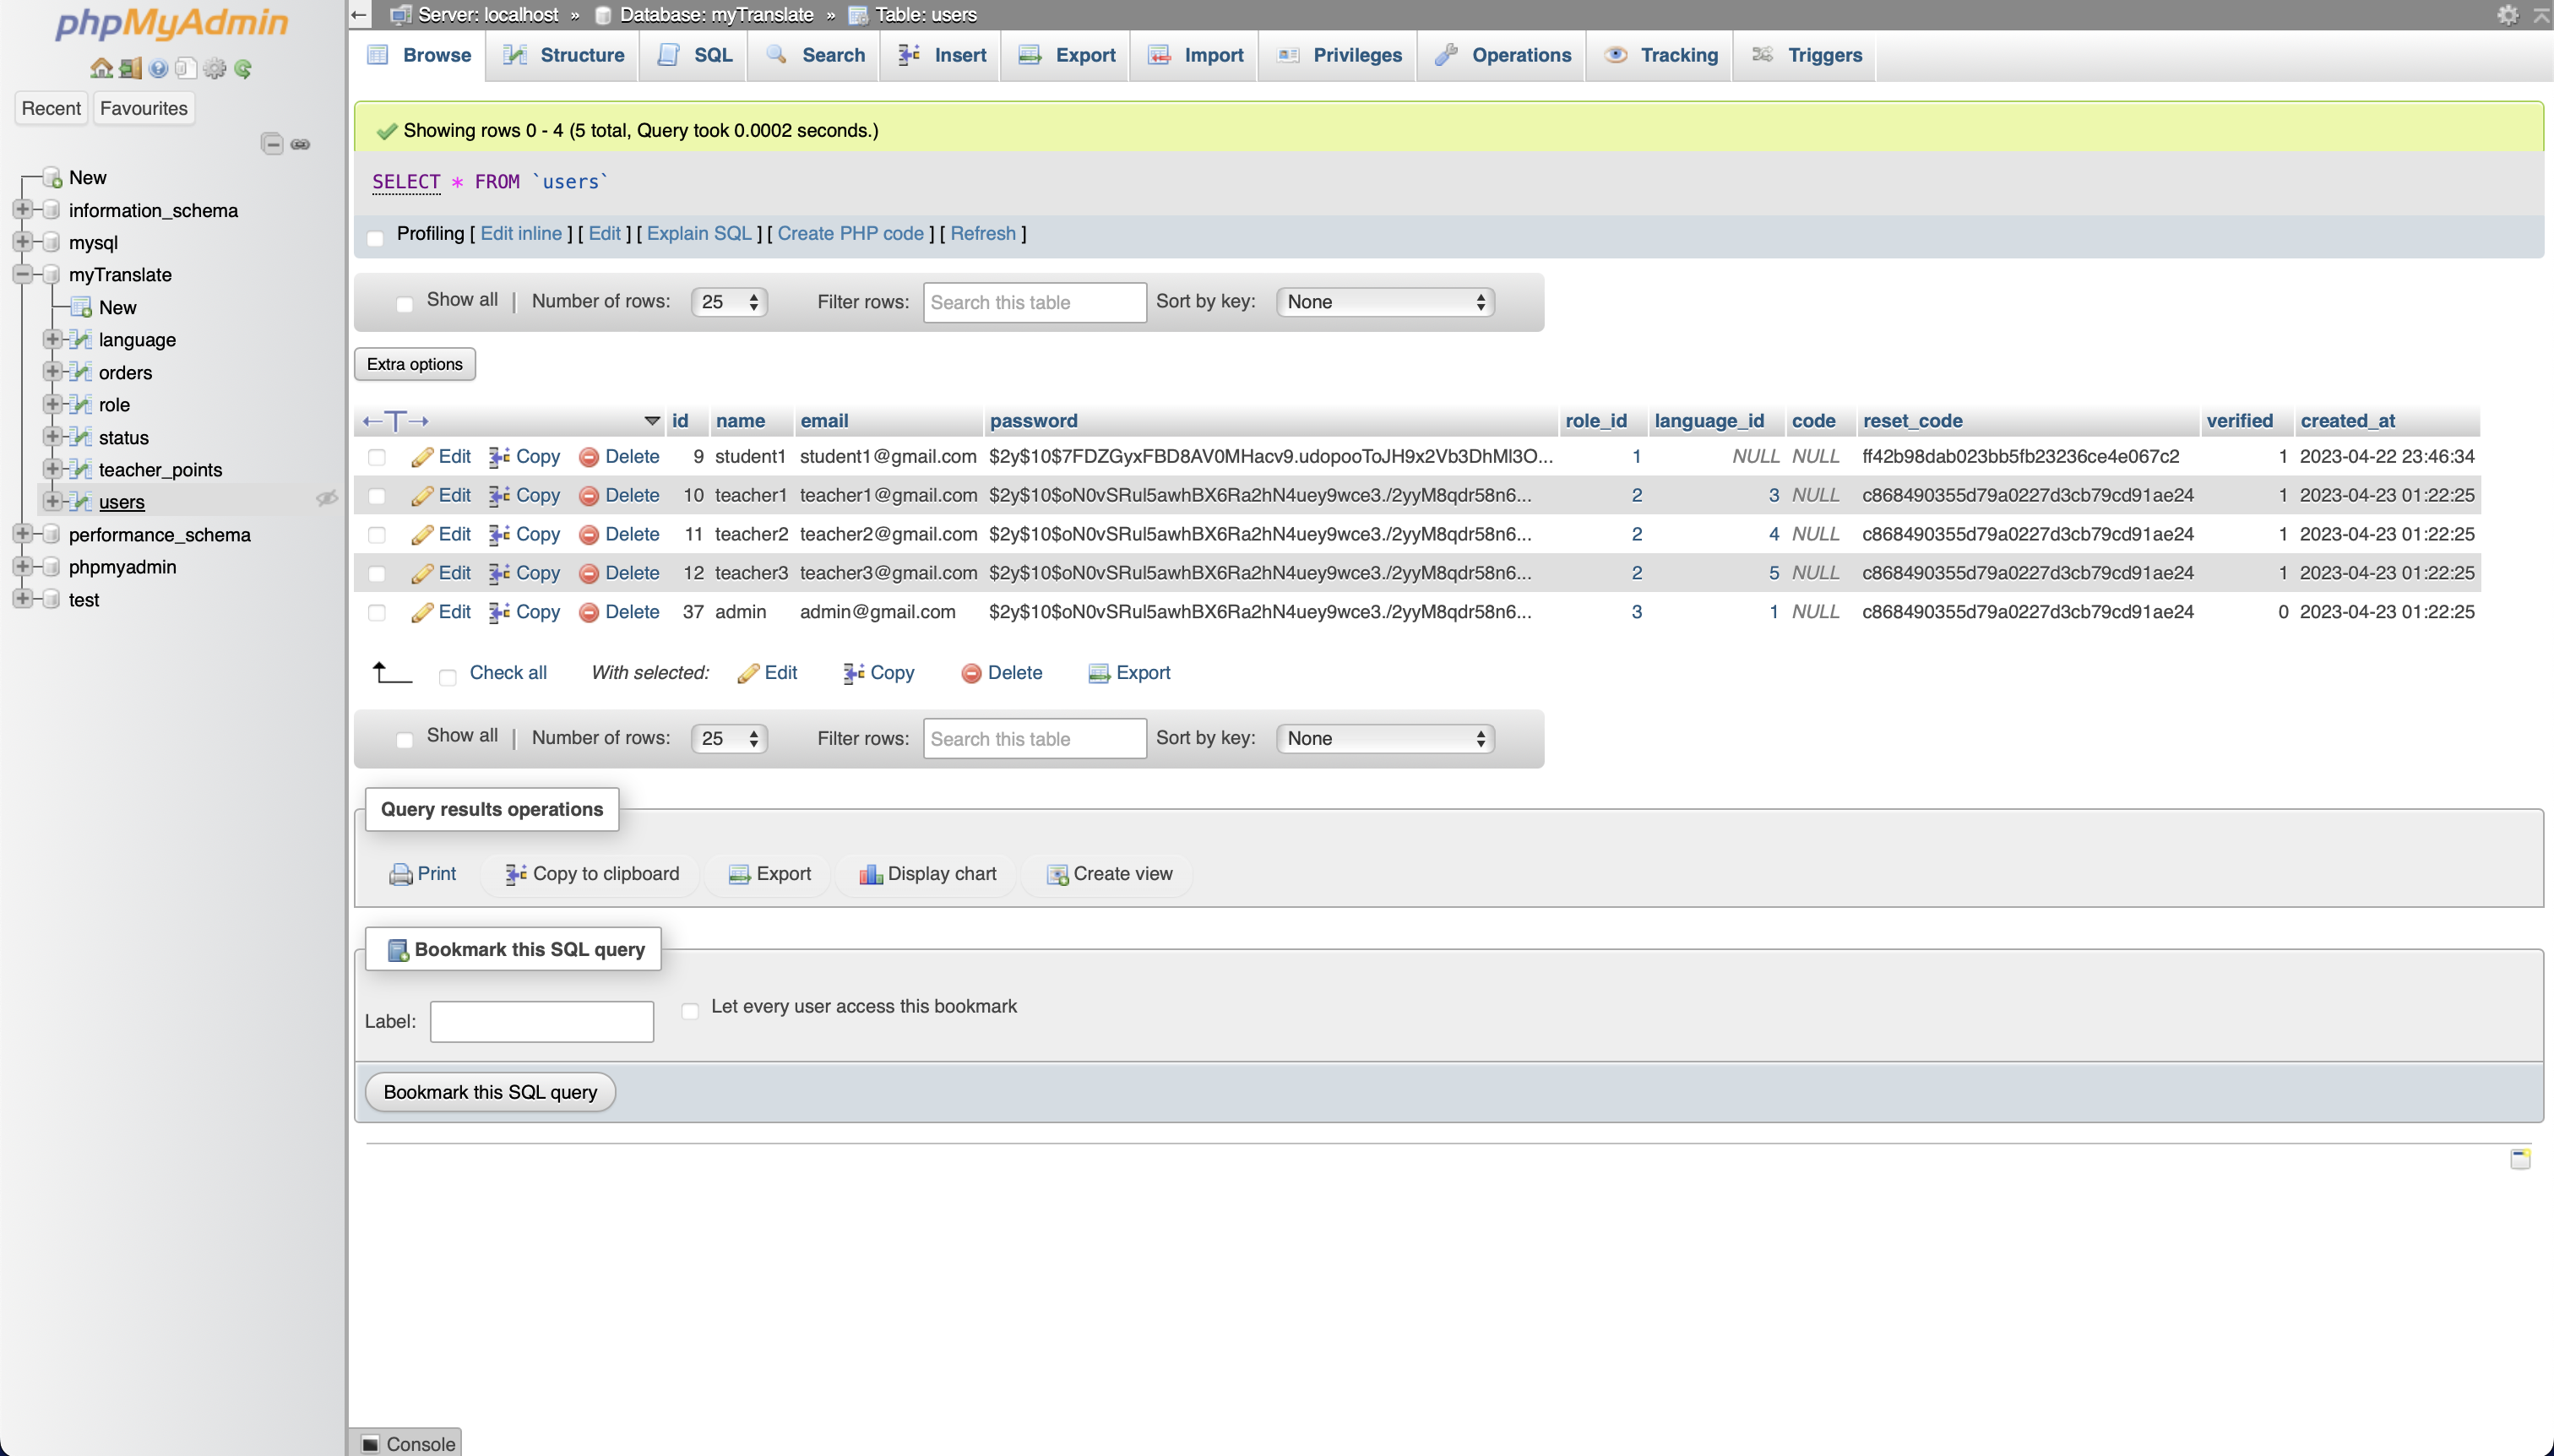 phpMyAdmin
Recent Favourites
New
information_schema
mysql
myTranslate
New
language
orders
role
status
teacher_points
users
performance_schema
phpmyadmin
test
Server: localhost » Database: myTranslate » Table: users
Browse Structure SQL Search Insert Export Import Privileges Operations Tracking Triggers
Showing rows 0 - 4 (5 total, Query took 0.0002 seconds.)
SELECT * FROM `users`
Profiling [ Edit inline ] [ Edit ] [ Explain SQL ] [ Create PHP code ] [ Refresh ]
Show all | Number of rows: 25 Filter rows: Search this table Sort by key: None
Extra options
←T→ id name email password role_id language_id code reset_code verified created_at
Edit Copy Delete 9 student1 student1@gmail.com $2y$10$7FDZGyxFBD8AV0MHacv9.udopooToJH9x2Vb3DhMl3O... 1 NULL NULL ff42b98dab023bb5fb23236ce4e067c2 1 2023-04-22 23:46:34
Edit Copy Delete 10 teacher1 teacher1@gmail.com $2y$10$oN0vSRul5awhBX6Ra2hN4uey9wce3./2yyM8qdr58n6... 2 3 NULL c868490355d79a0227d3cb79cd91ae24 1 2023-04-23 01:22:25
Edit Copy Delete 11 teacher2 teacher2@gmail.com $2y$10$oN0vSRul5awhBX6Ra2hN4uey9wce3./2yyM8qdr58n6... 2 4 NULL c868490355d79a0227d3cb79cd91ae24 1 2023-04-23 01:22:25
Edit Copy Delete 12 teacher3 teacher3@gmail.com $2y$10$oN0vSRul5awhBX6Ra2hN4uey9wce3./2yyM8qdr58n6... 2 5 NULL c868490355d79a0227d3cb79cd91ae24 1 2023-04-23 01:22:25
Edit Copy Delete 37 admin admin@gmail.com $2y$10$oN0vSRul5awhBX6Ra2hN4uey9wce3./2yyM8qdr58n6... 3 1 NULL c868490355d79a0227d3cb79cd91ae24 0 2023-04-23 01:22:25
Check all With selected: Edit Copy Delete Export
Show all | Number of rows: 25 Filter rows: Search this table Sort by key: None
Query results operations
Print Copy to clipboard Export Display chart Create view
Bookmark this SQL query
Label: Let every user access this bookmark
Bookmark this SQL query
Console